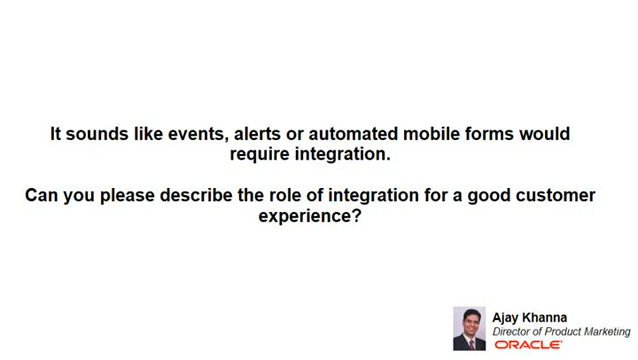 It sounds like events, alerts or automated mobile forms would
require integration.
Can you please describe the role of integration for a good customer
experience?
Ajay Khanna
Director of Product Marketing
ORACLE